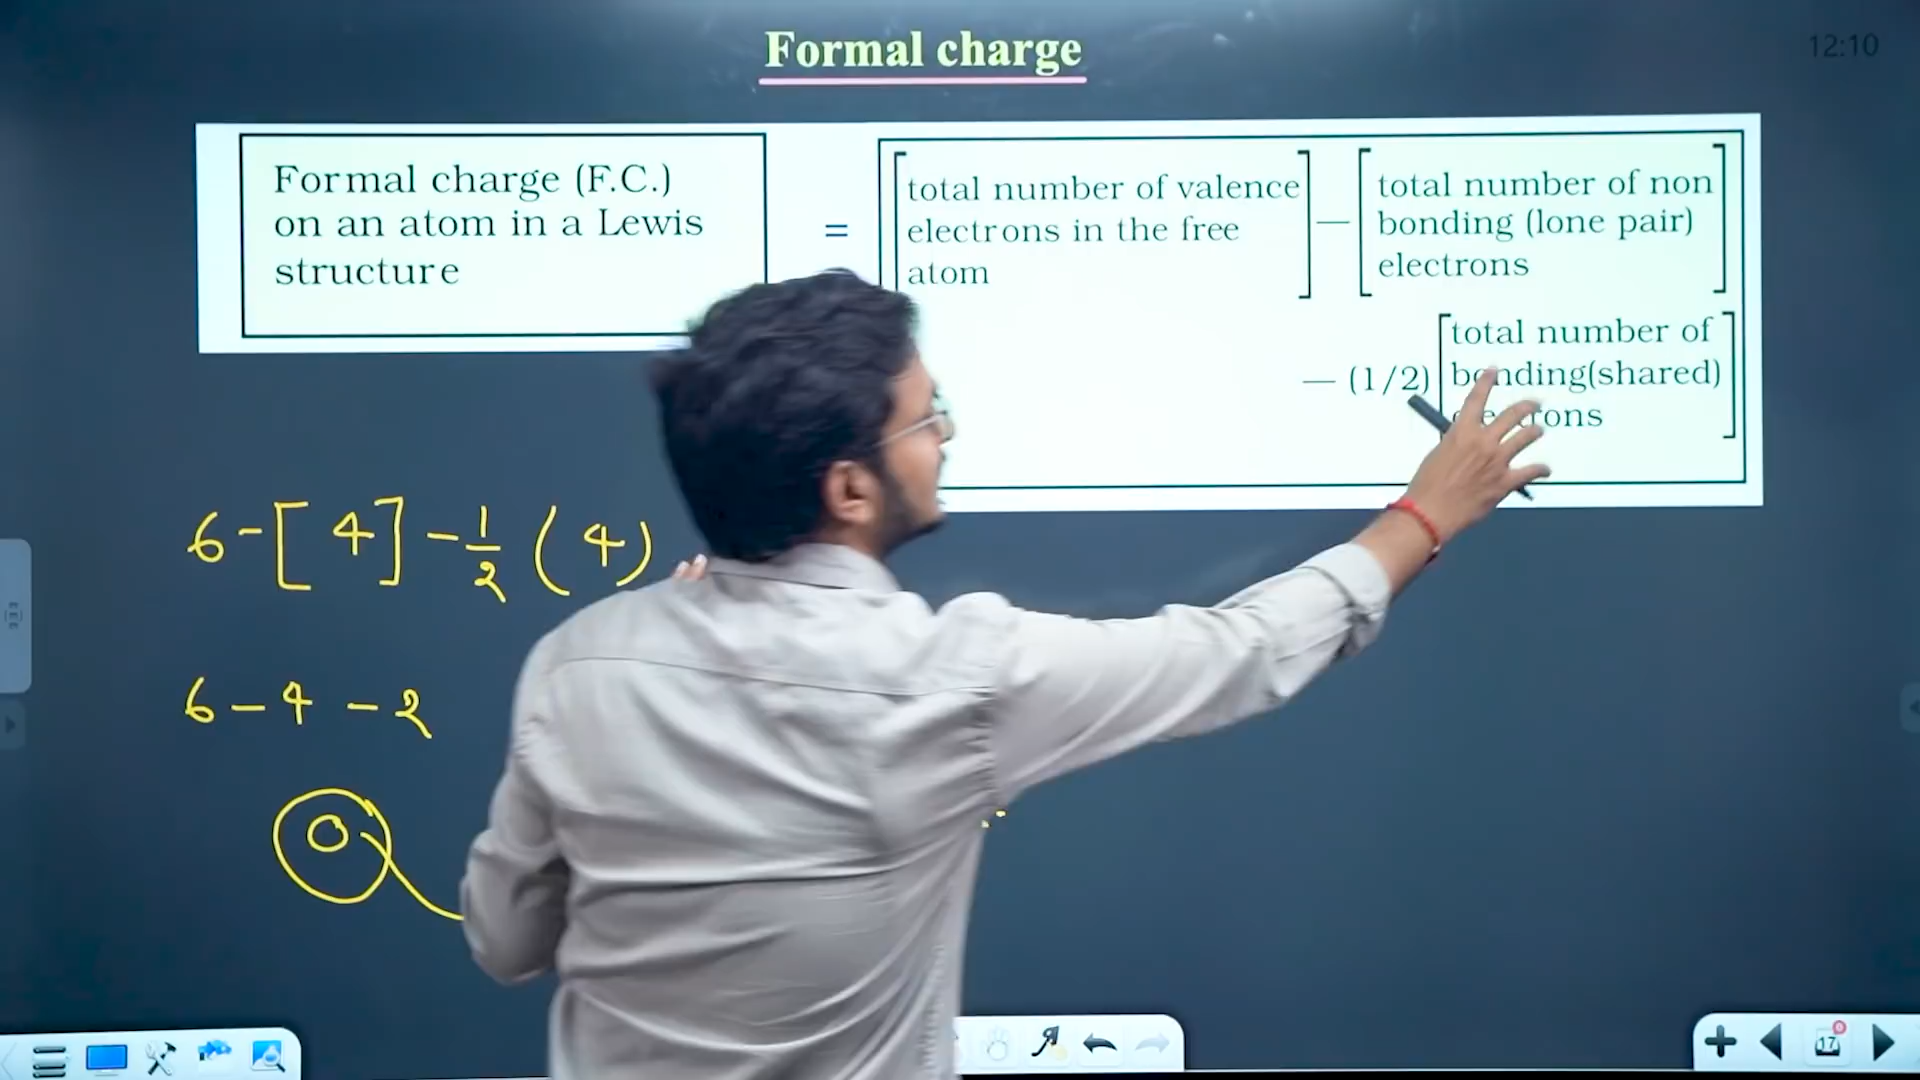 Formal charge
12:10
Formal charge (F.C.)
on an atom in a Lewis
structure
=
total number of valence
electrons in the free
atom
—
total number of non
bonding (lone pair)
electrons
— (1/2)
total number of
bonding(shared)
6-[4]-1/2(4)
6-4-2
0
17